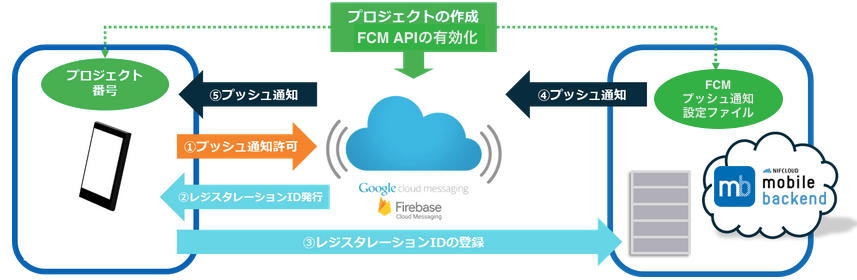 プロジェクトの作成
FCM APIの有効化
プロジェクト
番号
⑤プッシュ通知
④プッシュ通知
FCM
プッシュ通知
設定ファイル
①プッシュ通知許可
②レジスタレーションID発行
Google cloud messaging
Firebase
Cloud Messaging
③レジスタレーションIDの登録
mb
NIFCLOUD
mobile
backend